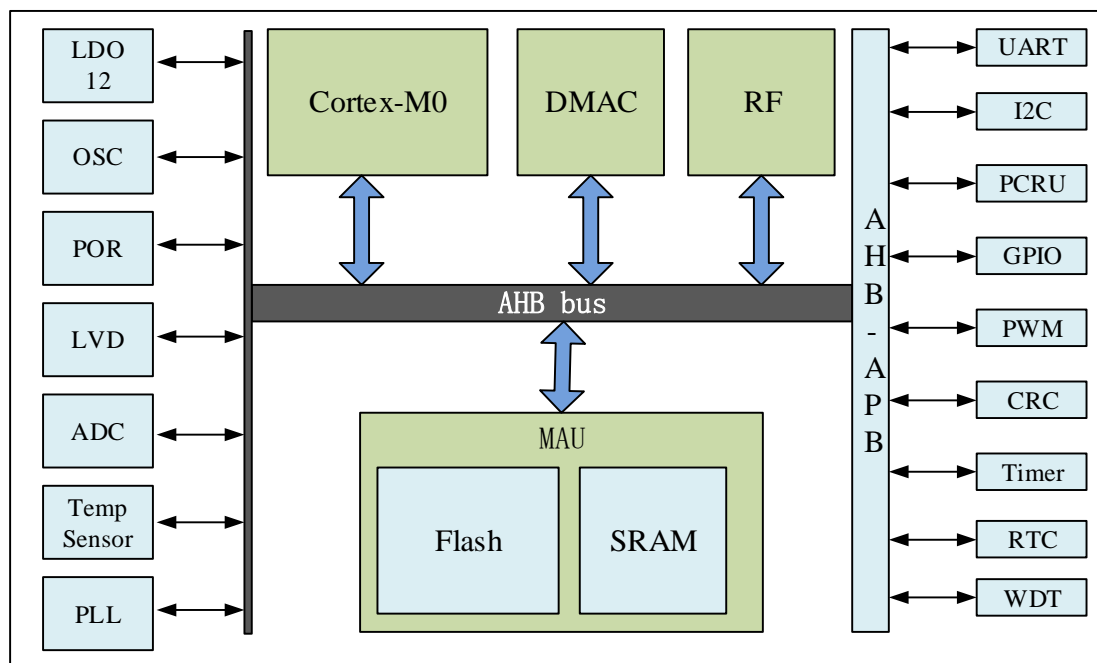 LDO
12
OSC
POR
LVD
ADC
Temp
Sensor
PLL
Cortex-M0
DMAC
RF
AHB bus
MAU
Flash
SRAM
A
H
B
-
A
P
B
UART
I2C
PCRU
GPIO
PWM
CRC
Timer
RTC
WDT